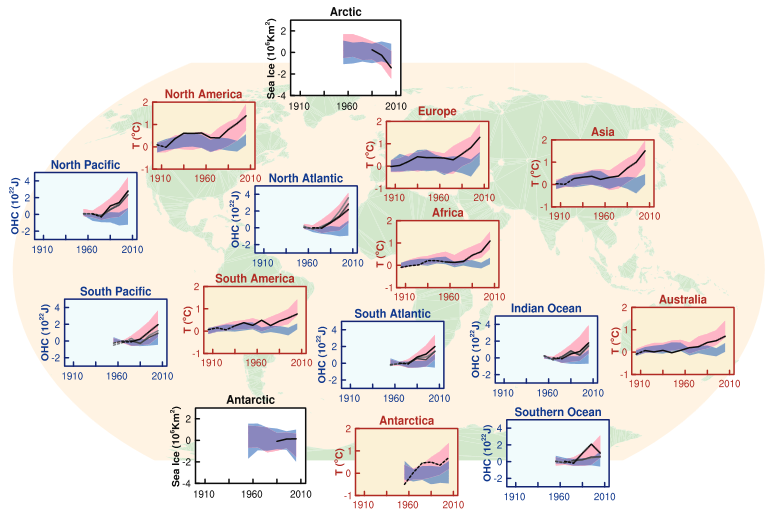 Arctic
Sea Ice (10⁶Km²)
2
0
-2
-4
1910 1960 2010
North America
T (°C)
2
1
0
-1
1910 1960 2010
Europe
T (°C)
2
1
0
-1
1910 1960 2010
Asia
T (°C)
2
1
0
-1
1910 1960 2010
North Pacific
OHC (10²²J)
4
2
0
-2
1910 1960 2010
North Atlantic
OHC (10²²J)
4
2
0
-2
1910 1960 2010
Africa
T (°C)
2
1
0
-1
1910 1960 2010
South Pacific
OHC (10²²J)
4
2
0
-2
1910 1960 2010
South America
T (°C)
2
1
0
-1
1910 1960 2010
South Atlantic
OHC (10²²J)
4
2
0
-2
1910 1960 2010
Indian Ocean
OHC (10²²J)
4
2
0
-2
1910 1960 2010
Australia
T (°C)
2
1
0
-1
1910 1960 2010
Antarctic
Sea Ice (10⁶Km²)
2
0
-2
-4
1910 1960 2010
Antarctica
T (°C)
2
1
0
-1
1910 1960 2010
Southern Ocean
OHC (10²²J)
4
2
0
-2
1910 1960 2010